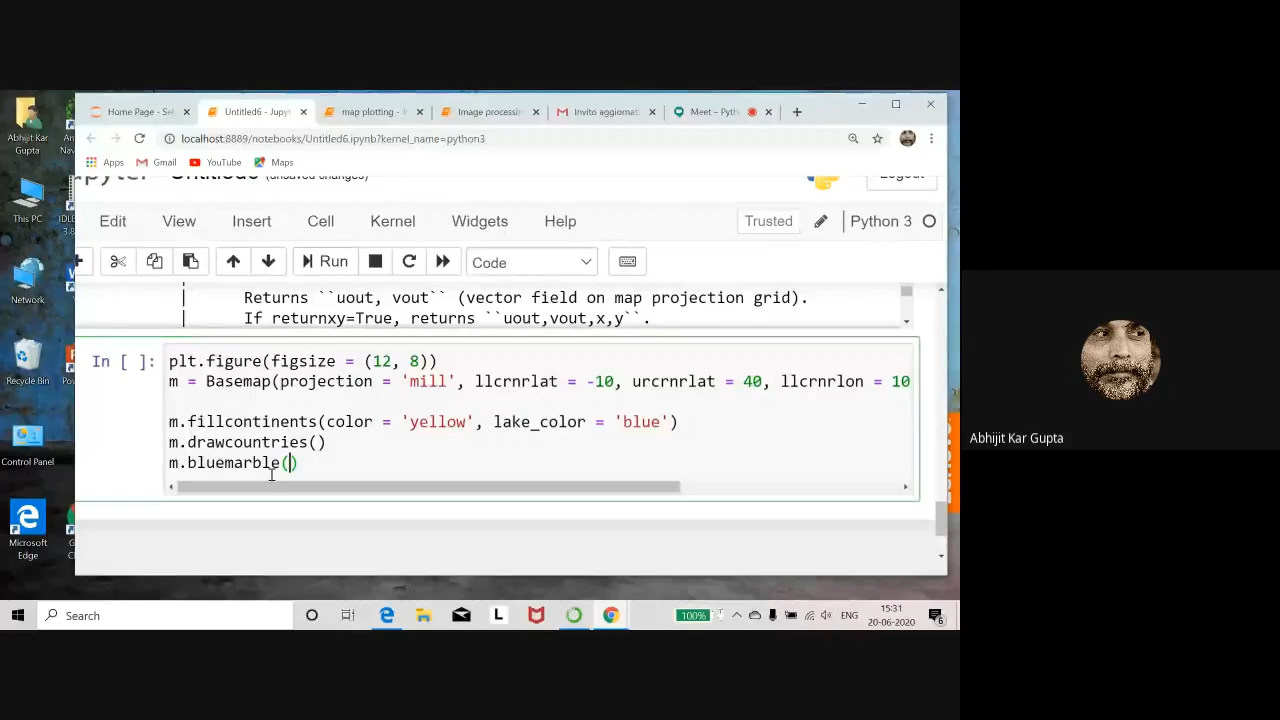 Home Page - Sel
Untitled6 - Jupyt
map plotting - J
Image processin
Invito aggiornat
Meet – Pyth
localhost:8889/notebooks/Untitled6.ipynb?kernel_name=python3
Apps
Gmail
YouTube
Maps
(unsaved changes)
Logout
Edit
View
Insert
Cell
Kernel
Widgets
Help
Trusted
Python 3
Run
Code
| Returns ``uout, vout`` (vector field on map projection grid).
| If returnxy=True, returns ``uout,vout,x,y``.
In [ ]:
plt.figure(figsize = (12, 8))
m = Basemap(projection = 'mill', llcrnrlat = -10, urcrnrlat = 40, llcrnrlon = 10
m.fillcontinents(color = 'yellow', lake_color = 'blue')
m.drawcountries()
m.bluemarble()
Abhijit Kar
Gupta
This PC
IDLE
3.8
Network
Recycle Bin
Control Panel
Microsoft
Edge
Search
100%
ENG
15:31
20-06-2020
6
Abhijit Kar Gupta